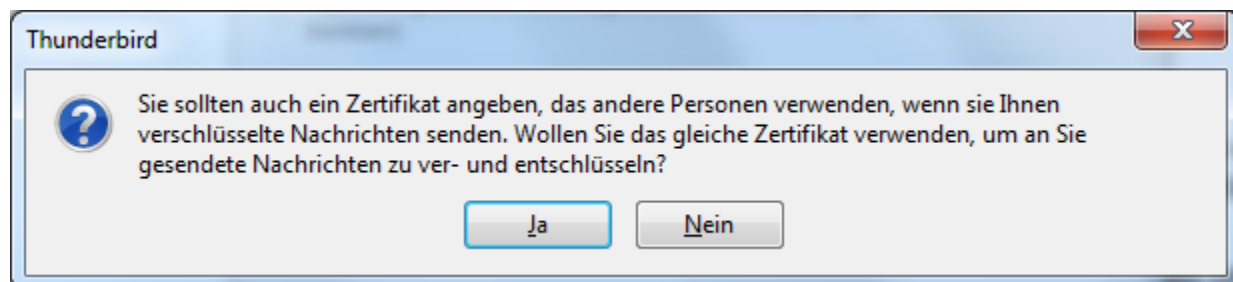 Thunderbird
Sie sollten auch ein Zertifikat angeben, das andere Personen verwenden, wenn sie Ihnen
verschlüsselte Nachrichten senden. Wollen Sie das gleiche Zertifikat verwenden, um an Sie
gesendete Nachrichten zu ver- und entschlüsseln?
Ja
Nein